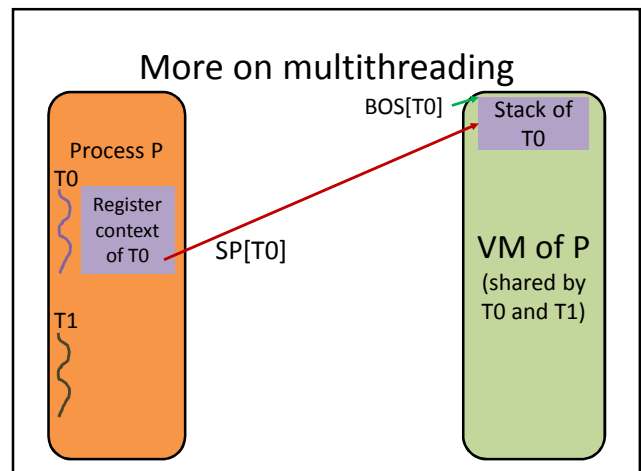 More on multithreading
Process P
T0
Register
context
of T0
T1
SP[T0]
BOS[T0]
Stack of
T0
VM of P
(shared by
T0 and T1)